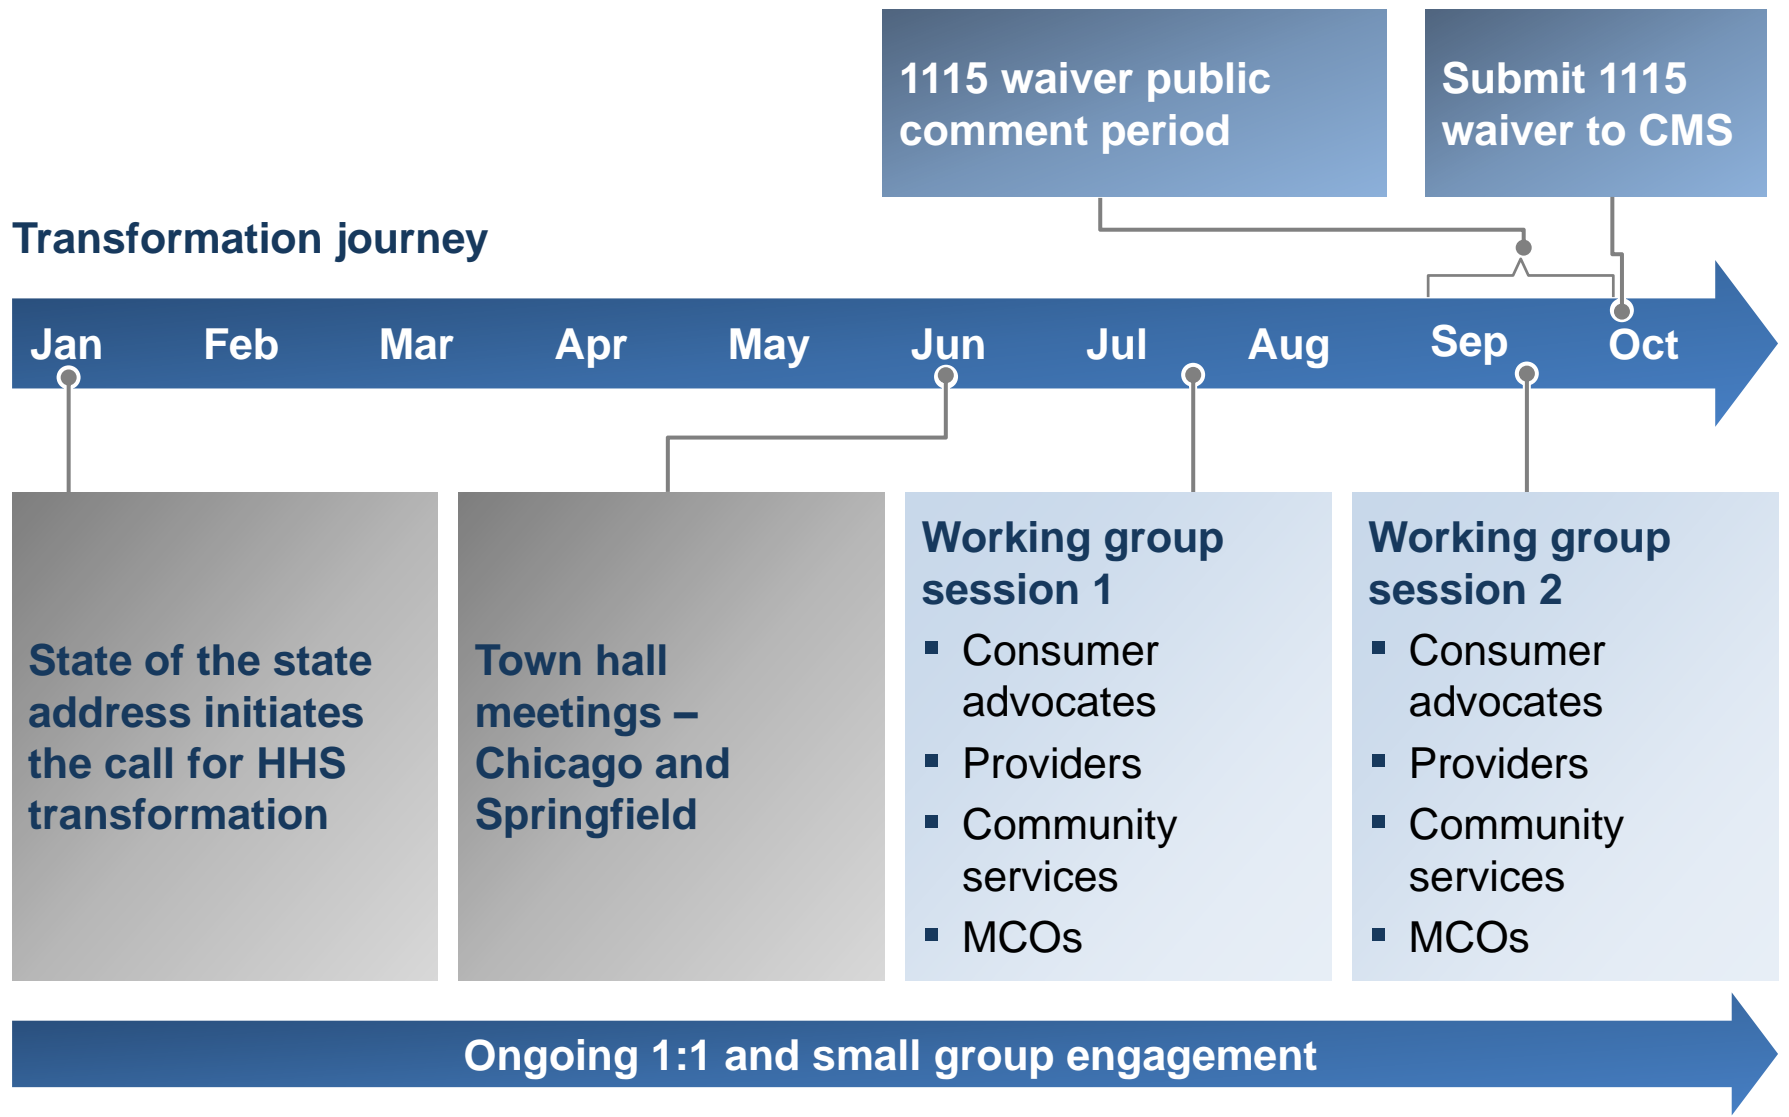 1115 waiver public
comment period
Submit 1115
waiver to CMS
Transformation journey
Jan Feb Mar Apr May Jun Jul Aug Sep Oct
State of the state
address initiates
the call for HHS
transformation
Town hall
meetings –
Chicago and
Springfield
Working group
session 1
▪ Consumer
advocates
▪ Providers
▪ Community
services
▪ MCOs
Working group
session 2
▪ Consumer
advocates
▪ Providers
▪ Community
services
▪ MCOs
Ongoing 1:1 and small group engagement